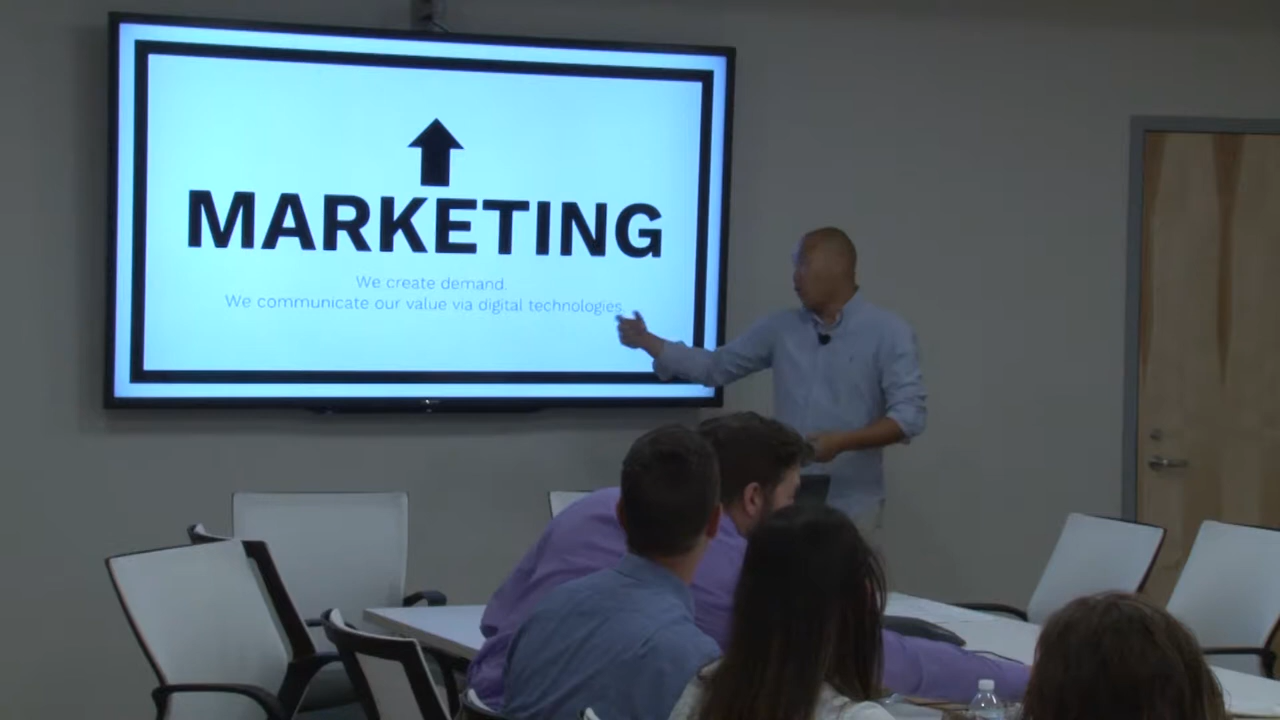 MARKETING
We create demand.
We communicate our value via digital technologies.